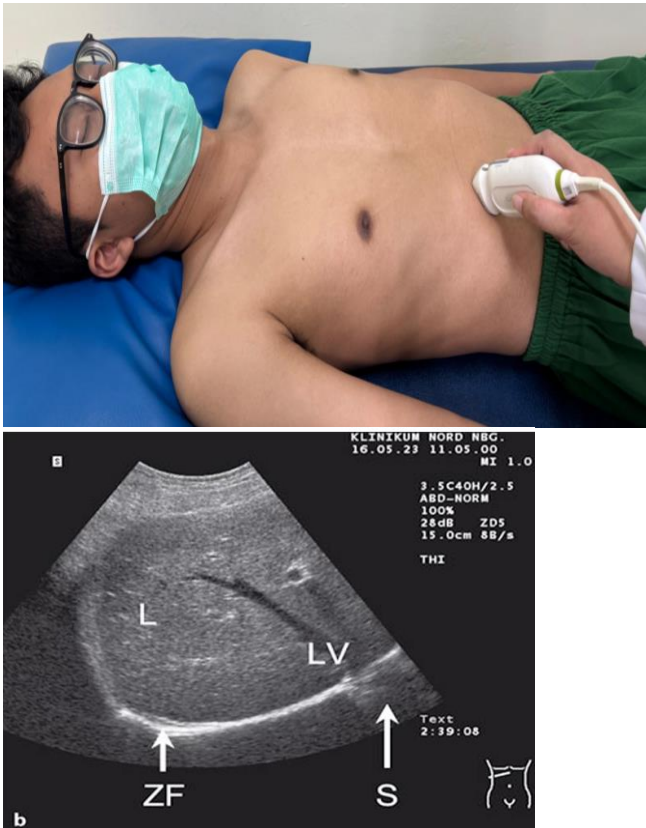 S
KLINIKUM NORD NBG.
16.05.23 11.05.00
MI 1.0
3.5C40H/2.5
ABD-NORM
100%
28dB ZD5
15.0cm 8B/s
THI
L
LV
Text
2:39:08
ZF
S
b